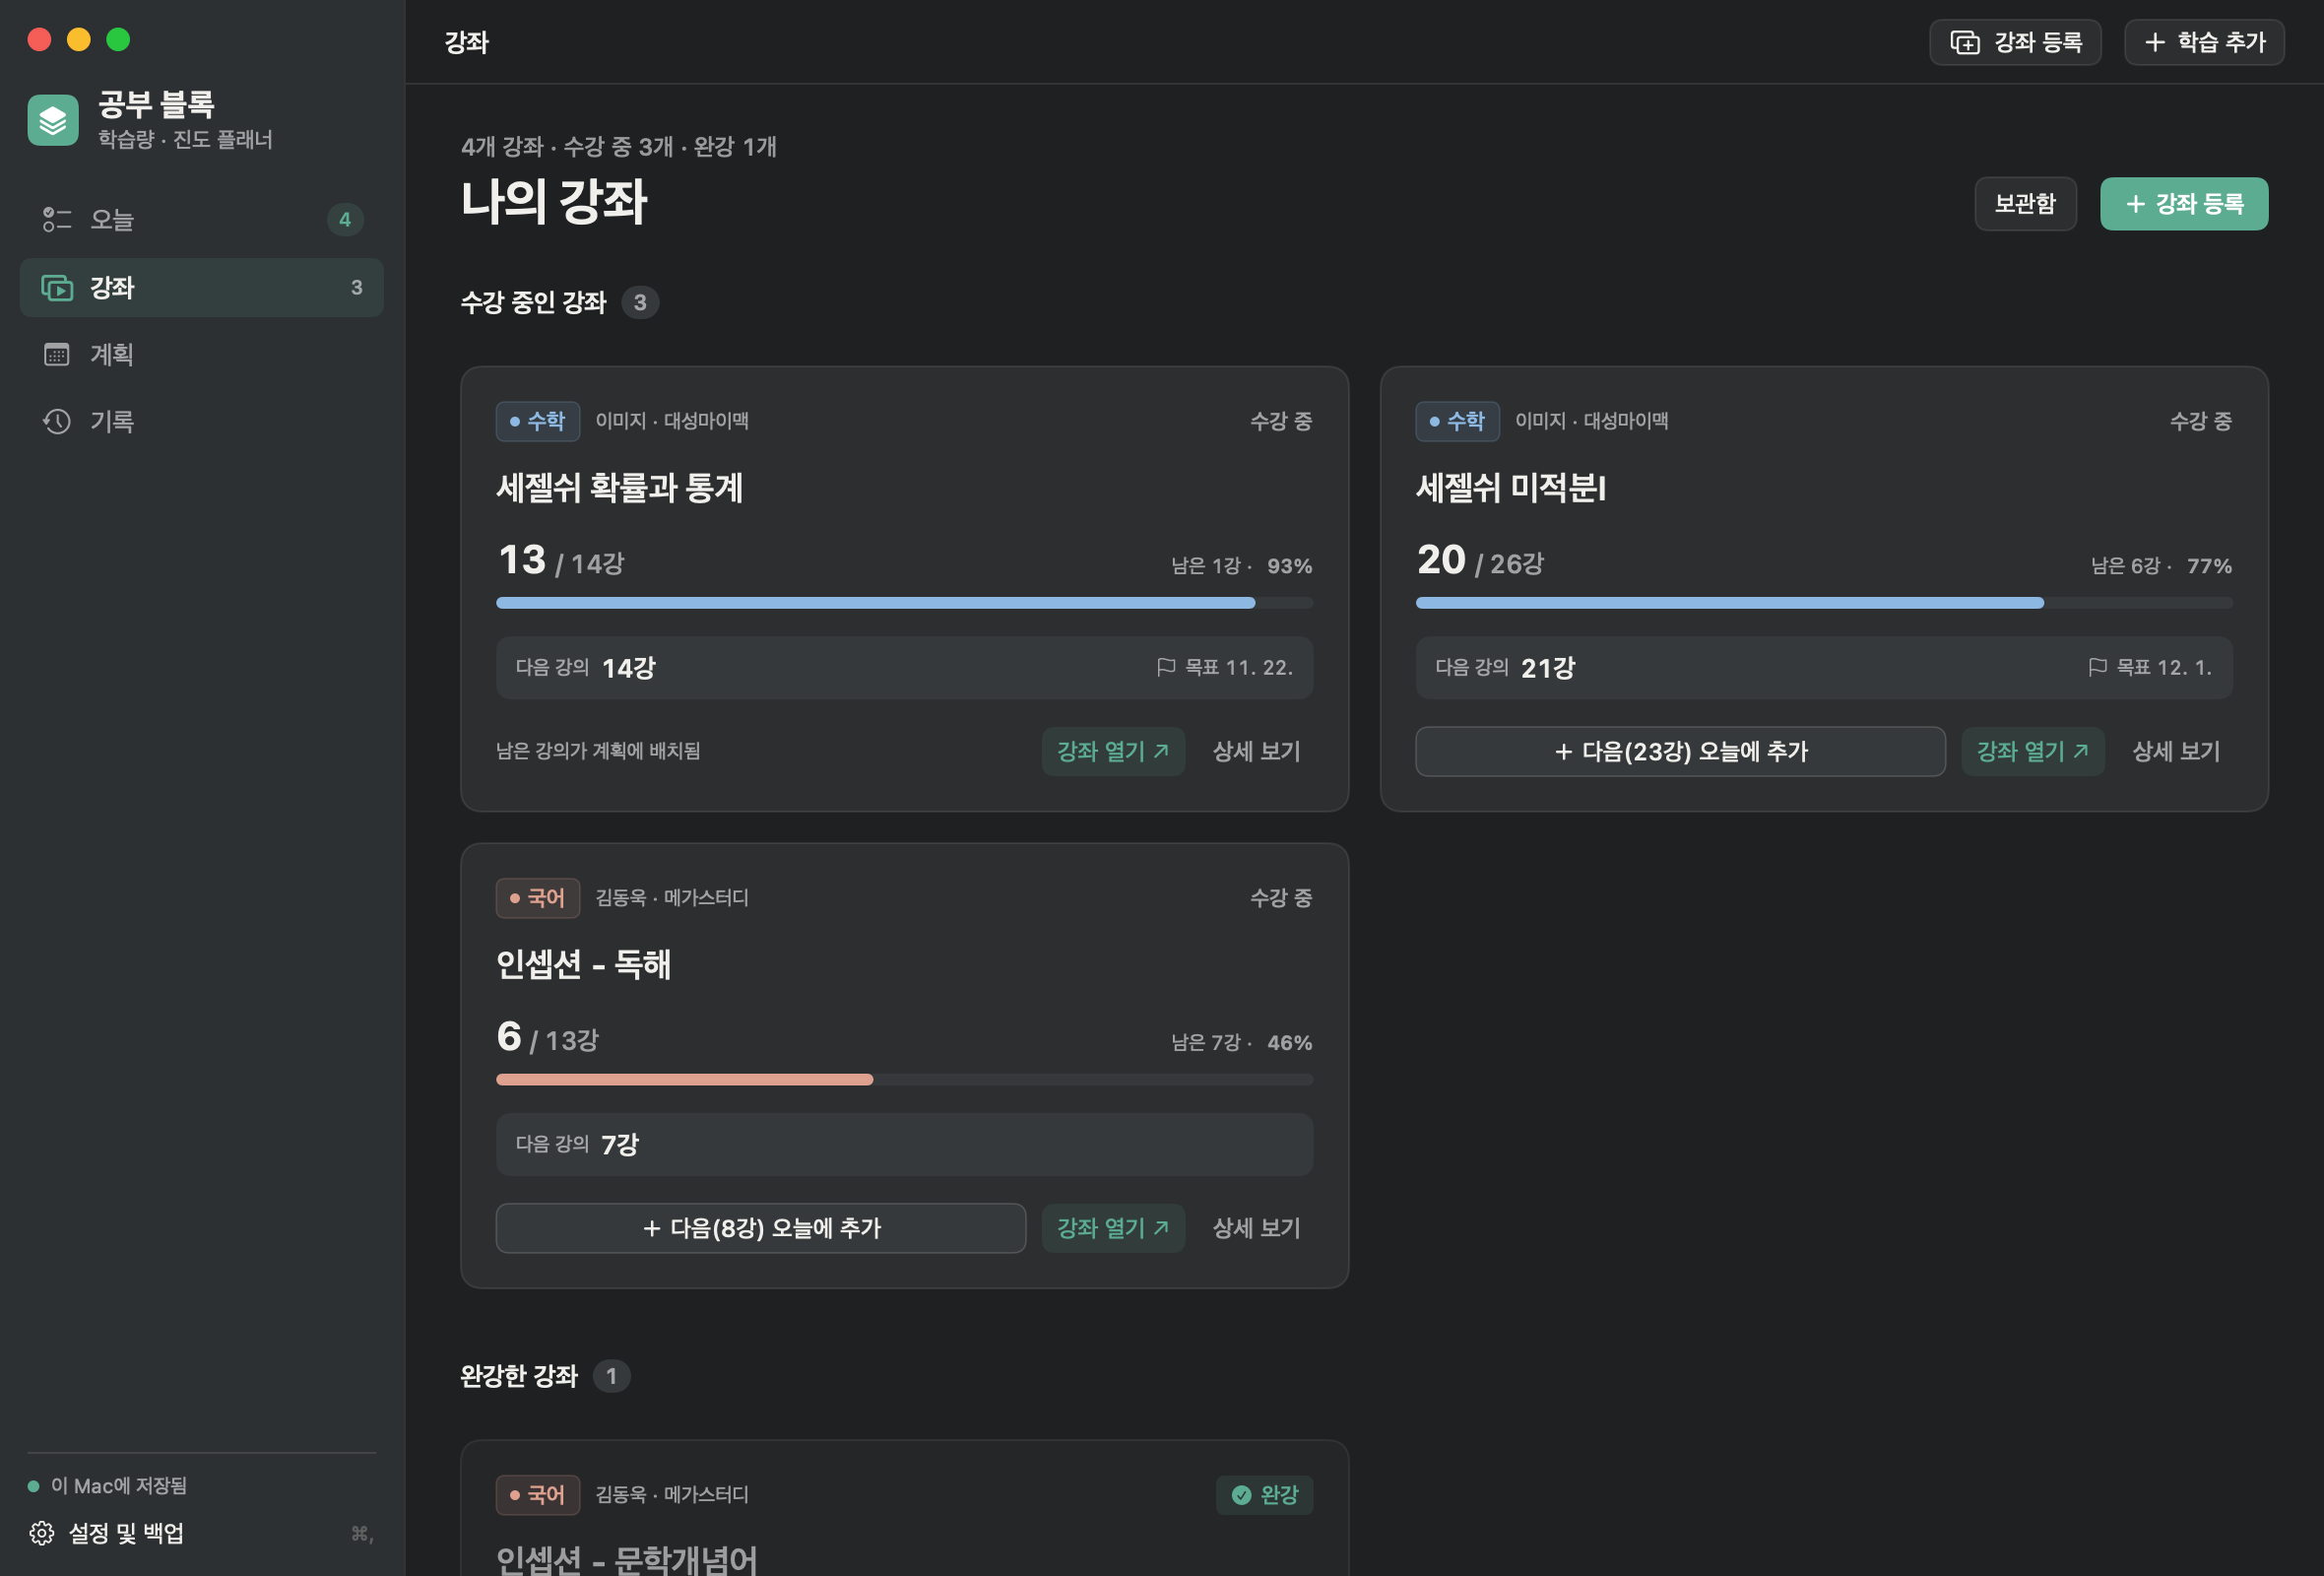 공부 블록
학습량 · 진도 플래너
오늘 4
강좌 3
계획
기록
이 Mac에 저장됨
설정 및 백업 ⌘,
강좌
강좌 등록
+ 학습 추가
4개 강좌 · 수강 중 3개 · 완강 1개
나의 강좌
보관함
+ 강좌 등록
수강 중인 강좌 3
수학 이미지 · 대성마이맥 수강 중
세젤쉬 확률과 통계
13 / 14강 남은 1강 · 93%
다음 강의 14강 목표 11. 22.
남은 강의가 계획에 배치됨 강좌 열기 ↗ 상세 보기
수학 이미지 · 대성마이맥 수강 중
세젤쉬 미적분I
20 / 26강 남은 6강 · 77%
다음 강의 21강 목표 12. 1.
+ 다음(23강) 오늘에 추가 강좌 열기 ↗ 상세 보기
국어 김동욱 · 메가스터디 수강 중
인셉션 - 독해
6 / 13강 남은 7강 · 46%
다음 강의 7강
+ 다음(8강) 오늘에 추가 강좌 열기 ↗ 상세 보기
완강한 강좌 1
국어 김동욱 · 메가스터디 완강
인셉션 - 문학개념어